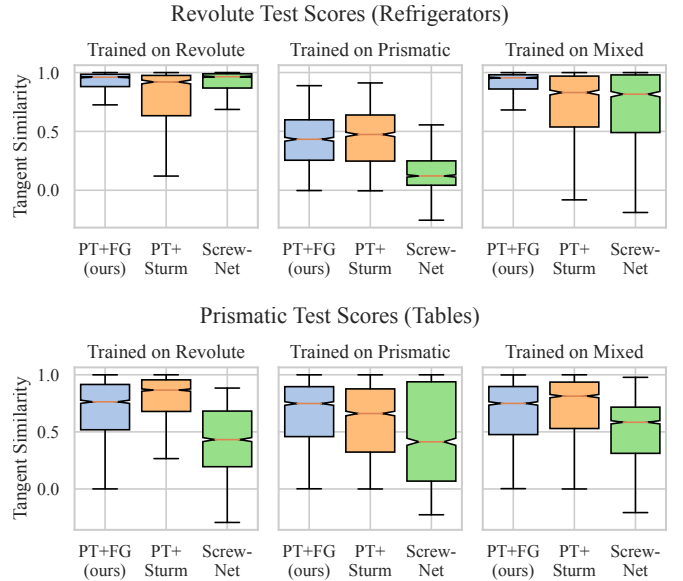 Revolute Test Scores (Refrigerators)
Trained on Revolute
Trained on Prismatic
Trained on Mixed
Tangent Similarity
1.0
0.5
0.0
PT+FG
(ours)
PT+
Sturm
Screw-
Net
PT+FG
(ours)
PT+
Sturm
Screw-
Net
PT+FG
(ours)
PT+
Sturm
Screw-
Net
Prismatic Test Scores (Tables)
Trained on Revolute
Trained on Prismatic
Trained on Mixed
Tangent Similarity
1.0
0.5
0.0
PT+FG
(ours)
PT+
Sturm
Screw-
Net
PT+FG
(ours)
PT+
Sturm
Screw-
Net
PT+FG
(ours)
PT+
Sturm
Screw-
Net